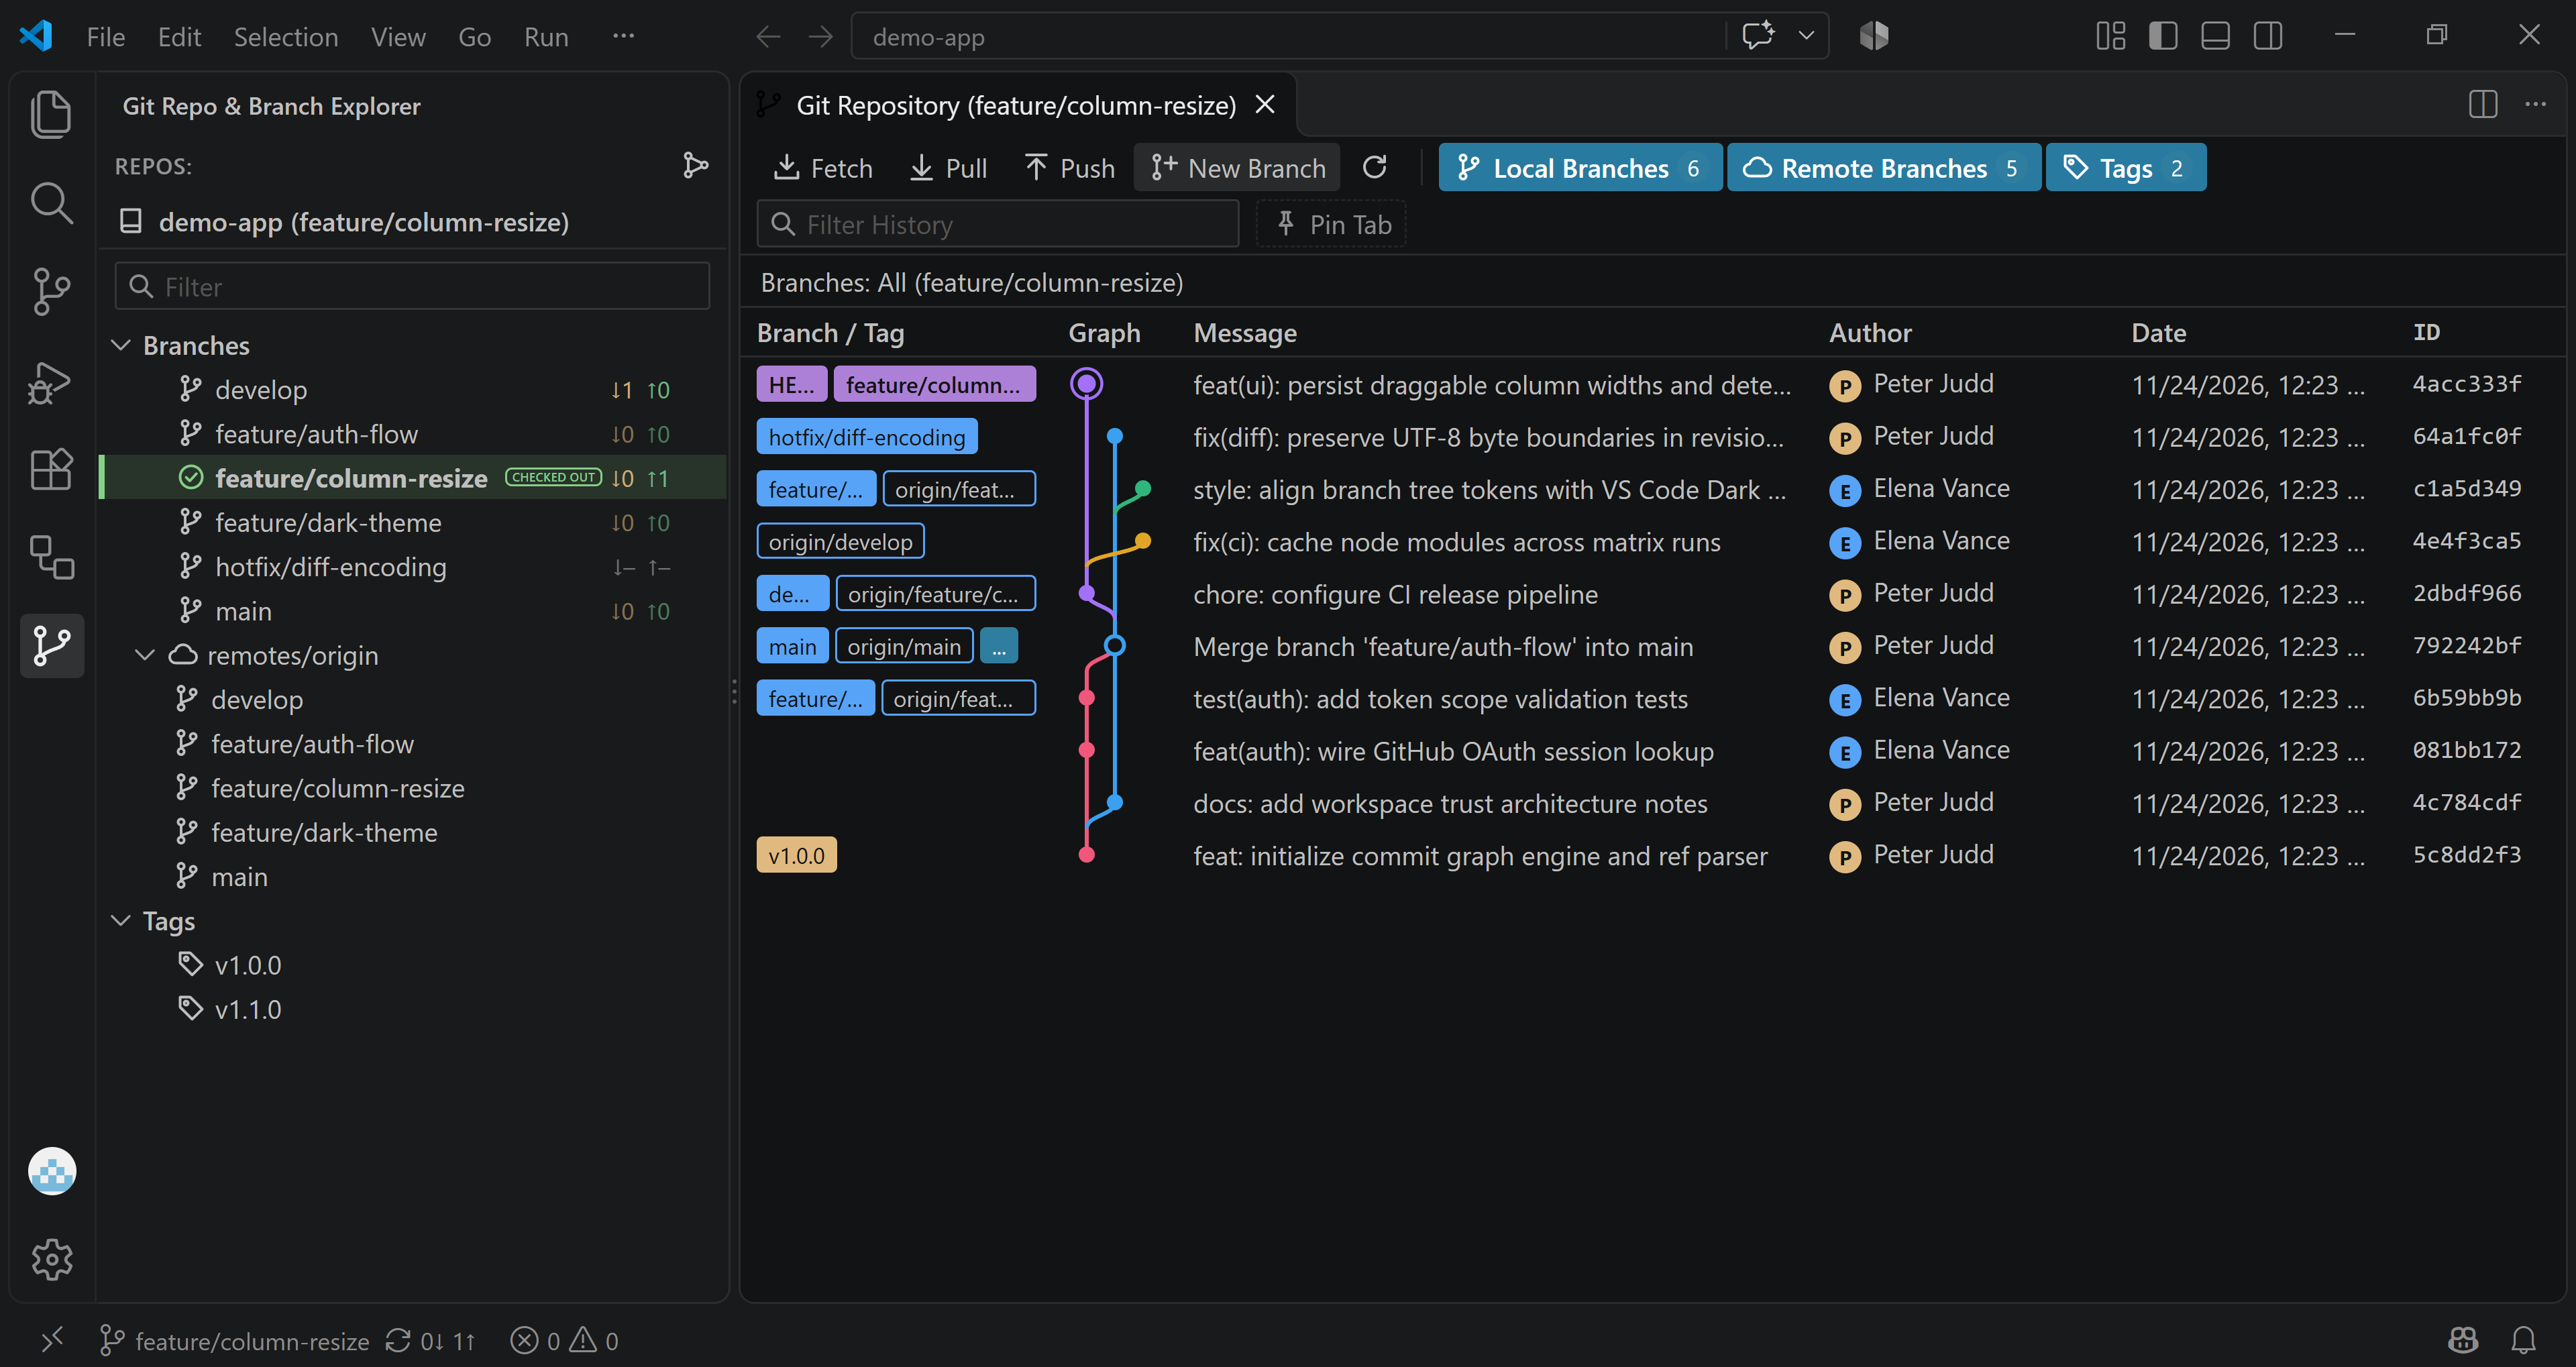 File Edit Selection View Go Run ...
demo-app
Git Repo & Branch Explorer
REPOS:
demo-app (feature/column-resize)
Filter
Branches
develop ↓1 ↑0
feature/auth-flow ↓0 ↑0
feature/column-resize CHECKED OUT ↓0 ↑1
feature/dark-theme ↓0 ↑0
hotfix/diff-encoding ↓– ↑–
main ↓0 ↑0
remotes/origin
develop
feature/auth-flow
feature/column-resize
feature/dark-theme
main
Tags
v1.0.0
v1.1.0
Git Repository (feature/column-resize)
Fetch Pull Push New Branch Local Branches 6 Remote Branches 5 Tags 2
Filter History Pin Tab
Branches: All (feature/column-resize)
Branch / Tag Graph Message Author Date ID
HE... feature/column... feat(ui): persist draggable column widths and dete... P Peter Judd 11/24/2026, 12:23 ... 4acc333f
hotfix/diff-encoding fix(diff): preserve UTF-8 byte boundaries in revisio... P Peter Judd 11/24/2026, 12:23 ... 64a1fc0f
feature/... origin/feat... style: align branch tree tokens with VS Code Dark ... E Elena Vance 11/24/2026, 12:23 ... c1a5d349
origin/develop fix(ci): cache node modules across matrix runs E Elena Vance 11/24/2026, 12:23 ... 4e4f3ca5
de... origin/feature/c... chore: configure CI release pipeline P Peter Judd 11/24/2026, 12:23 ... 2dbdf966
main origin/main ... Merge branch 'feature/auth-flow' into main P Peter Judd 11/24/2026, 12:23 ... 792242bf
feature/... origin/feat... test(auth): add token scope validation tests E Elena Vance 11/24/2026, 12:23 ... 6b59bb9b
feat(auth): wire GitHub OAuth session lookup E Elena Vance 11/24/2026, 12:23 ... 081bb172
docs: add workspace trust architecture notes P Peter Judd 11/24/2026, 12:23 ... 4c784cdf
v1.0.0 feat: initialize commit graph engine and ref parser P Peter Judd 11/24/2026, 12:23 ... 5c8dd2f3
feature/column-resize 0↓ 1↑ 0 0